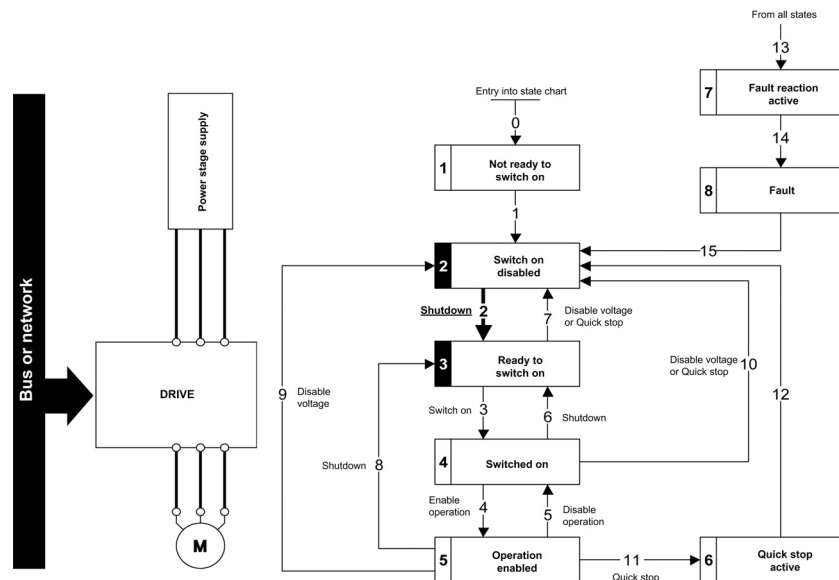 From all states
13
7
Fault reaction
active
14
8
Fault
15
Entry into state chart
0
1
Not ready to
switch on
1
2
Switch on
disabled
Shutdown
2
7
Disable voltage
or Quick stop
3
Ready to
switch on
Switch on
3
6
Shutdown
4
Switched on
Disable voltage
or Quick stop
10
12
9
Disable
voltage
Shutdown
8
Enable
operation
4
5
Disable
operation
5
Operation
enabled
11
Quick stop
6
Quick stop
active
Bus or network
Power stage supply
DRIVE
M